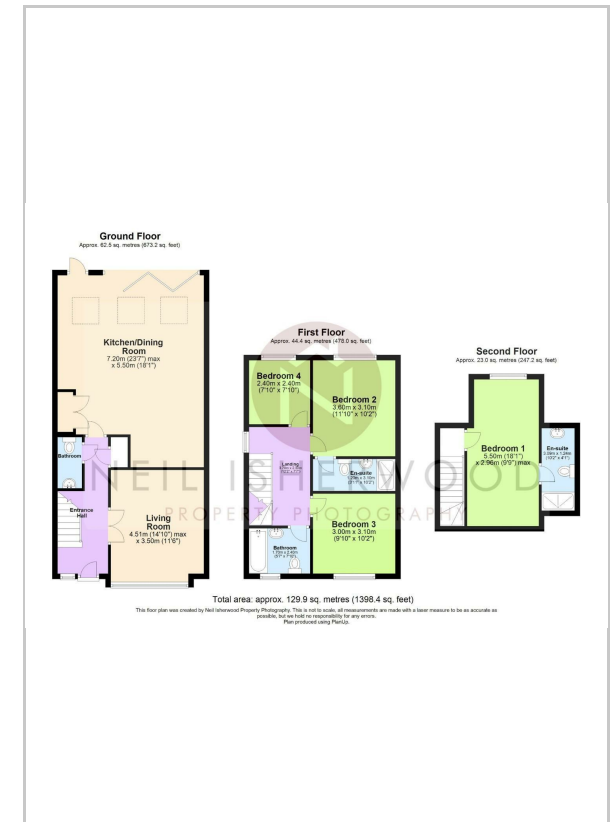 Ground Floor
Approx. 62.5 sq. metres (673.2 sq. feet)
Kitchen/Dining
Room
7.20m (23'7") max
x 5.50m (18'1")
Bathroom
Entrance
Hall
Living
Room
4.51m (14'10") max
x 3.50m (11'6")
First Floor
Approx. 44.4 sq. metres (478.0 sq. feet)
Bedroom 4
2.40m x 2.40m
(7'10" x 7'10")
Bedroom 2
3.60m x 3.10m
(11'10" x 10'2")
Landing
En-suite
Bedroom 3
3.00m x 3.10m
(9'10" x 10'2")
Bathroom
Second Floor
Approx. 23.0 sq. metres (247.2 sq. feet)
Bedroom 1
5.50m (18'1")
x 2.96m (9'9") max
En-suite
NEIL ISHERWOOD
PROPERTY PHOTOGRAPHY
Total area: approx. 129.9 sq. metres (1398.4 sq. feet)
This floor plan was created by Neil Isherwood Property Photography. This is not to scale, all measurements are made with a laser measure to be as accurate as
possible, but we hold no responsibility for any errors.
Plan produced using PlanUp.